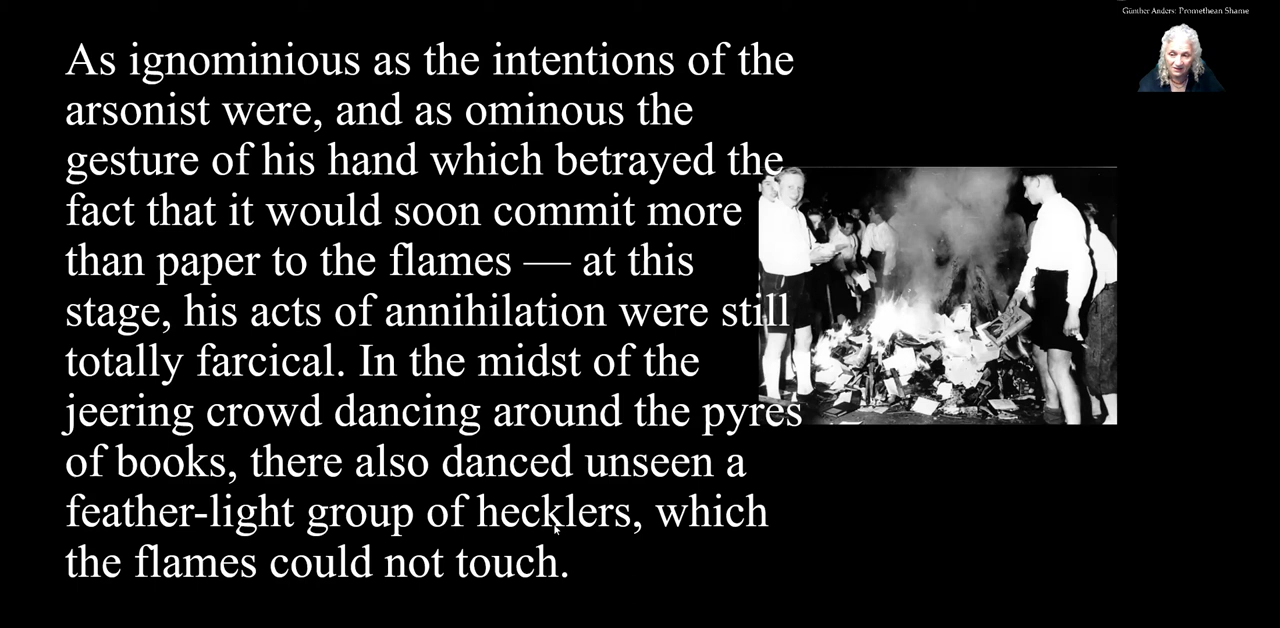 Günther Anders: Promethean Shame
As ignominious as the intentions of the
arsonist were, and as ominous the
gesture of his hand which betrayed the
fact that it would soon commit more
than paper to the flames — at this
stage, his acts of annihilation were still
totally farcical. In the midst of the
jeering crowd dancing around the pyres
of books, there also danced unseen a
feather-light group of hecklers, which
the flames could not touch.